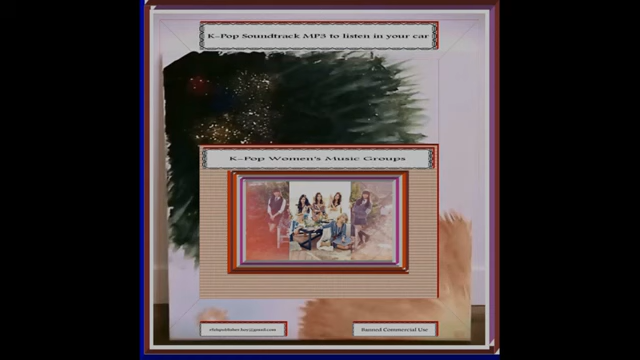 K-Pop Soundtrack MP3 to listen in your car
K-Pop Women's Music Groups
Banned Commercial Use